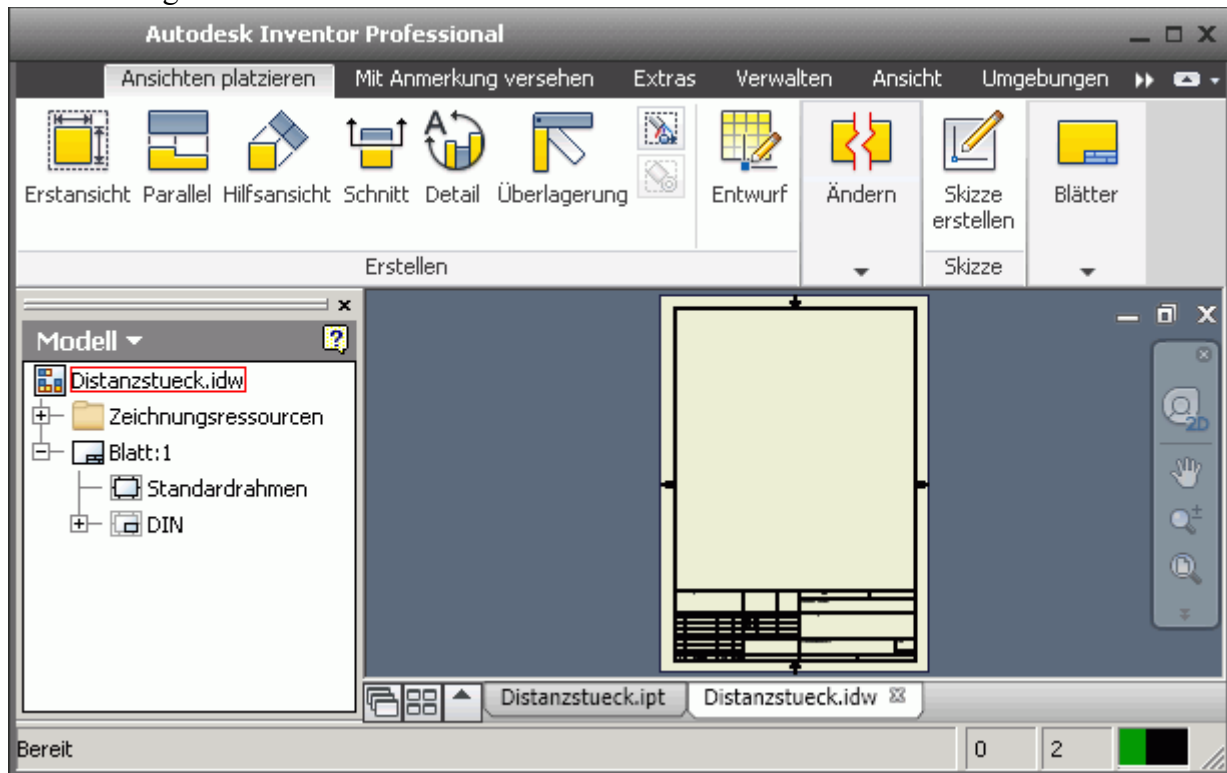 Autodesk Inventor Professional
Ansichten platzieren Mit Anmerkung versehen Extras Verwalten Ansicht Umgebungen
Erstansicht Parallel Hilfsansicht Schnitt Detail Überlagerung Entwurf Ändern Skizze erstellen Blätter
Erstellen Skizze
Modell
Distanzstueck.idw
Zeichnungsressourcen
Blatt:1
Standardrahmen
DIN
2D
Distanzstueck.ipt Distanzstueck.idw
Bereit 0 2